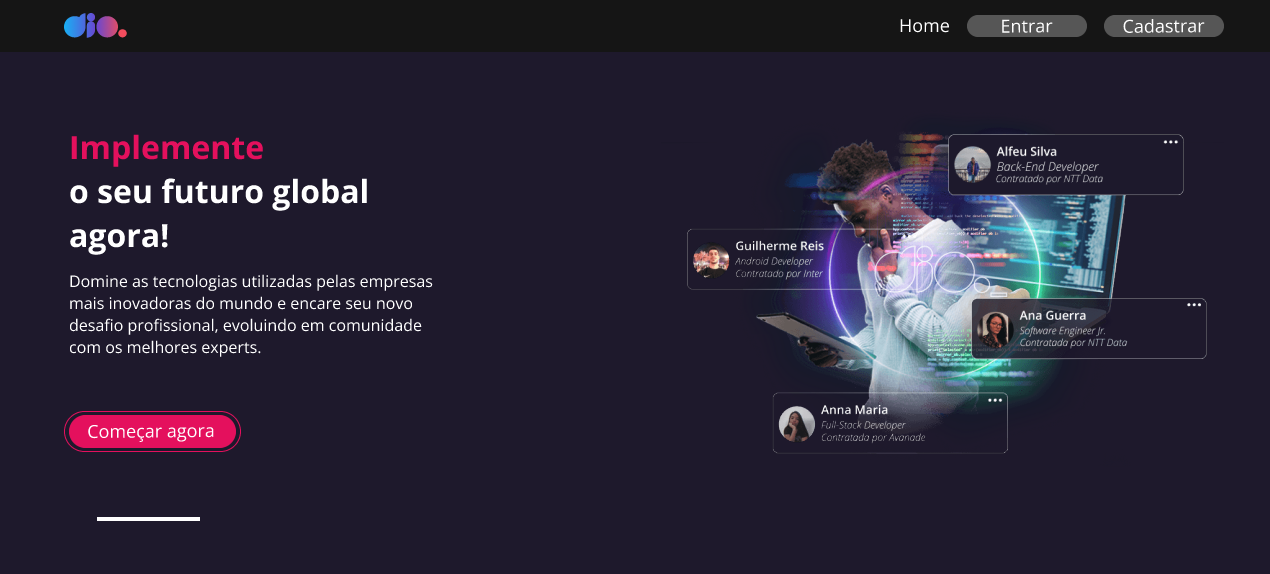 dio.
Home
Entrar
Cadastrar
Implemente
o seu futuro global
agora!
Domine as tecnologias utilizadas pelas empresas
mais inovadoras do mundo e encare seu novo
desafio profissional, evoluindo em comunidade
com os melhores experts.
Começar agora
Alfeu Silva
Back-End Developer
Contratado por NTT Data
Guilherme Reis
Android Developer
Contratado por Inter
dio.
Ana Guerra
Software Engineer Jr.
Contratada por NTT Data
Anna Maria
Full-Stack Developer
Contratada por Avanade